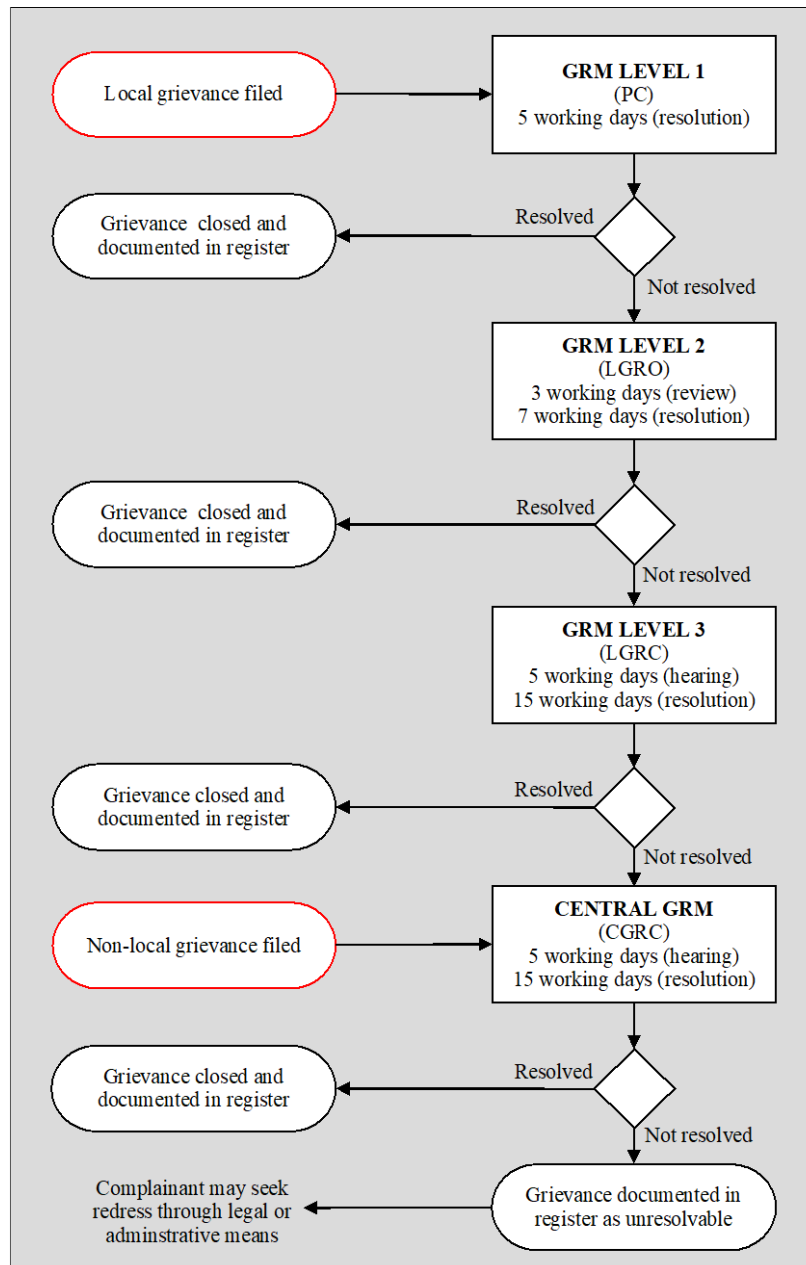 Local grievance filed
GRM LEVEL 1
(PC)
5 working days (resolution)
Resolved
Grievance closed and
documented in register
Not resolved
GRM LEVEL 2
(LGRO)
3 working days (review)
7 working days (resolution)
Resolved
Grievance closed and
documented in register
Not resolved
GRM LEVEL 3
(LGRC)
5 working days (hearing)
15 working days (resolution)
Resolved
Grievance closed and
documented in register
Not resolved
Non-local grievance filed
CENTRAL GRM
(CGRC)
5 working days (hearing)
15 working days (resolution)
Resolved
Grievance closed and
documented in register
Not resolved
Grievance documented in
register as unresolvable
Complainant may seek
redress through legal or
adminstrative means